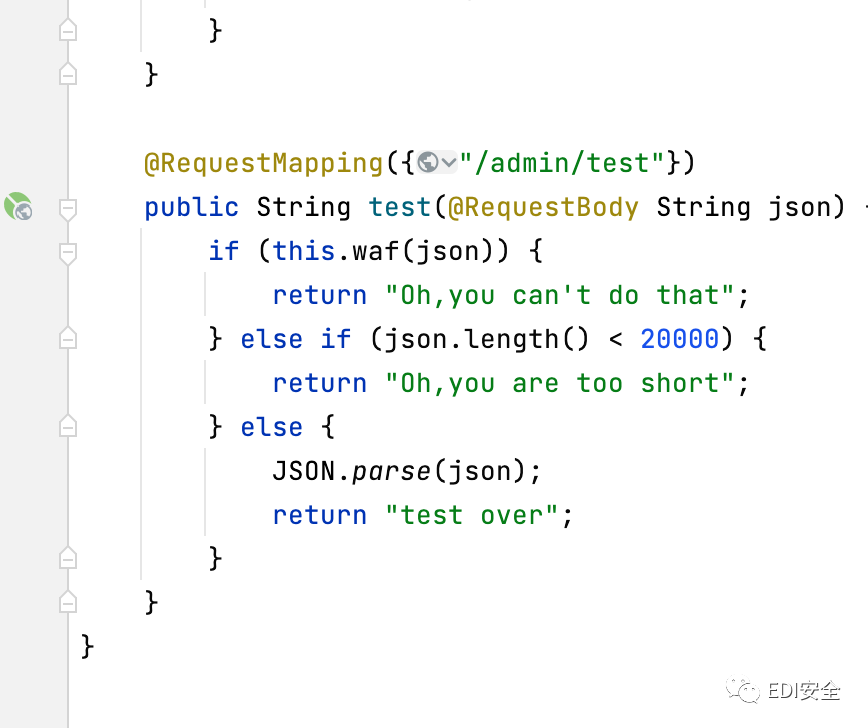 }
}
@RequestMapping({"/admin/test"})
public String test(@RequestBody String json)
if (this.waf(json)) {
return "Oh,you can't do that";
} else if (json.length() < 20000) {
return "Oh,you are too short";
} else {
JSON.parse(json);
return "test over";
}
}
}
EDI安全